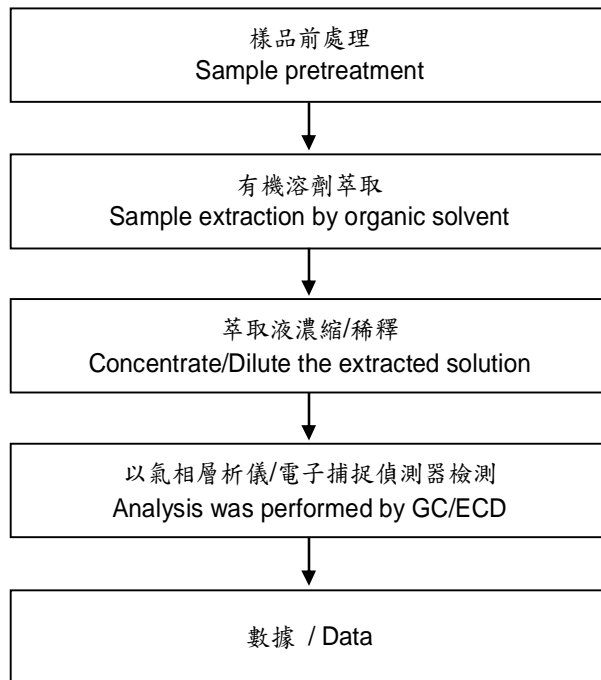 樣品前處理
Sample pretreatment
有機溶劑萃取
Sample extraction by organic solvent
萃取液濃縮/稀釋
Concentrate/Dilute the extracted solution
以氣相層析儀/電子捕捉偵測器檢測
Analysis was performed by GC/ECD
數據 / Data